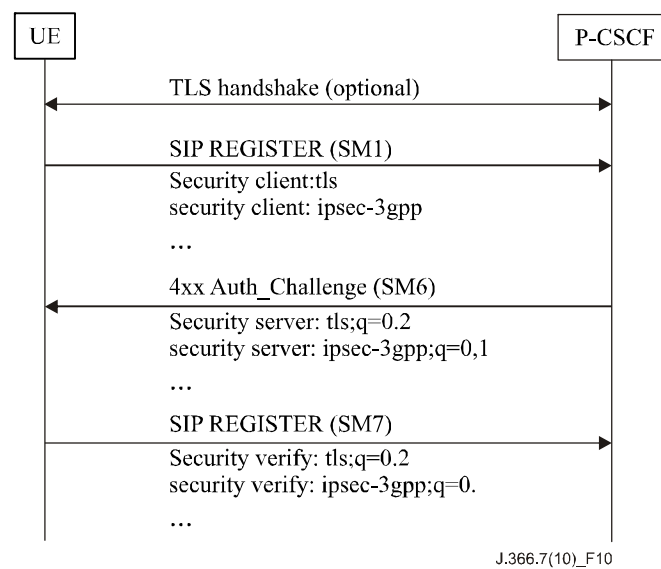 UE
P-CSCF
TLS handshake (optional)
SIP REGISTER (SM1)
Security client:tls
security client: ipsec-3gpp
...
4xx Auth_Challenge (SM6)
Security server: tls;q=0.2
security server: ipsec-3gpp;q=0,1
...
SIP REGISTER (SM7)
Security verify: tls;q=0.2
security verify: ipsec-3gpp;q=0.
...
J.366.7(10)_F10